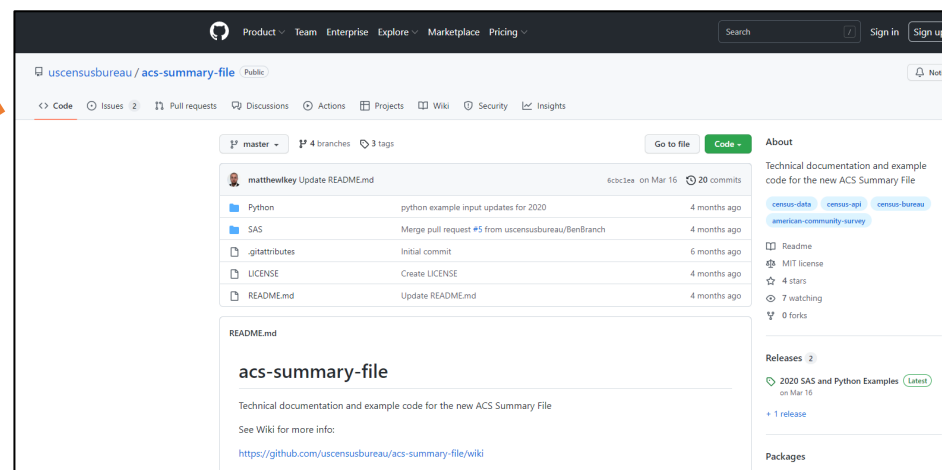 Product Team Enterprise Explore Marketplace Pricing Search / Sign in Sign up
uscensusbureau / acs-summary-file Public
<> Code Issues 2 Pull requests Discussions Actions Projects Wiki Security Insights
master 4 branches 3 tags Go to file Code
matthewlkey Update README.md 6cbc1ea on Mar 16 20 commits
Python python example input updates for 2020 4 months ago
SAS Merge pull request #5 from uscensusbureau/BenBranch 4 months ago
.gitattributes Initial commit 6 months ago
LICENSE Create LICENSE 4 months ago
README.md Update README.md 4 months ago
README.md
acs-summary-file
Technical documentation and example code for the new ACS Summary File
See Wiki for more info:
https://github.com/uscensusbureau/acs-summary-file/wiki
About
Technical documentation and example
code for the new ACS Summary File
census-data census-api census-bureau
american-community-survey
Readme
MIT license
4 stars
7 watching
0 forks
Releases 2
2020 SAS and Python Examples Latest
on Mar 16
+ 1 release
Packages